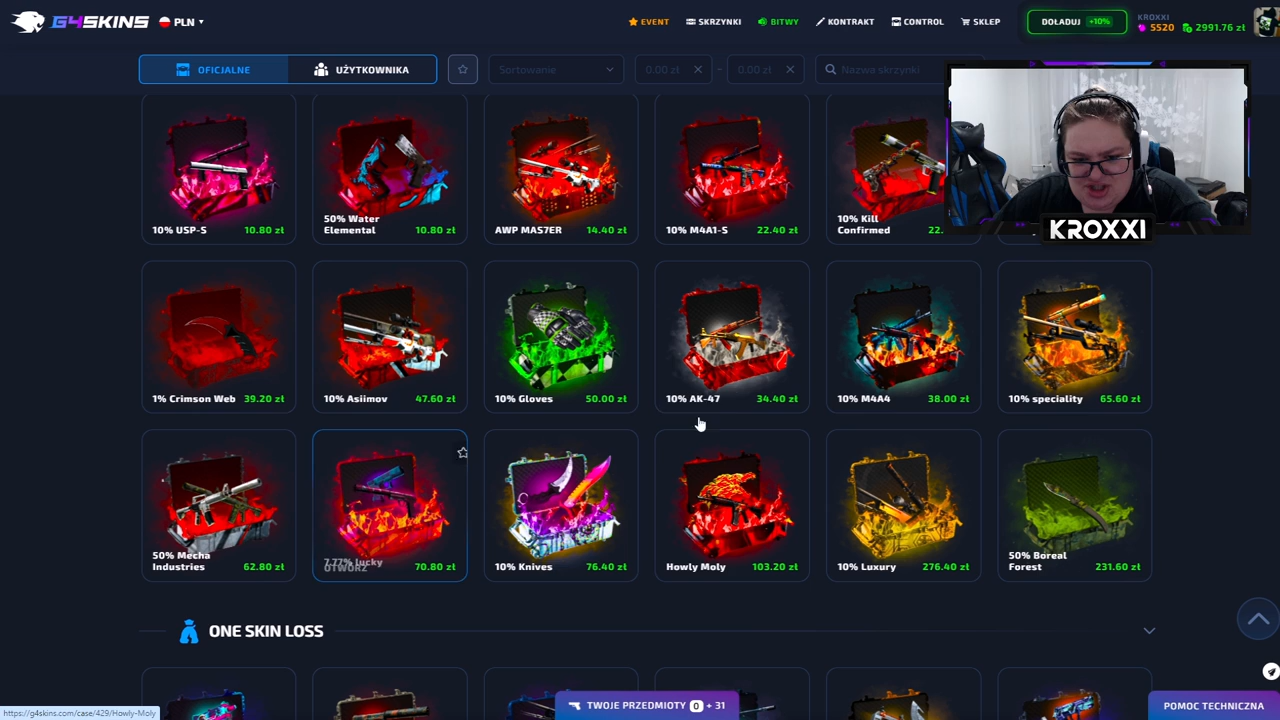 G4SKINS
PLN
EVENT
SKRZYNKI
BITWY
KONTRAKT
CONTROL
SKLEP
DOŁADUJ +10%
KROXXI
5520
2991.76 zł
OFICJALNE
UŻYTKOWNIKA
Sortowanie
0.00 zł
-
0.00 zł
Nazwa skrzynki
KROXXI
10% USP-S 10.80 zł
50% Water
Elemental 10.80 zł
AWP MAS7ER 14.40 zł
10% M4A1-S 22.40 zł
10% Kill
Confirmed 22.
1% Crimson Web 39.20 zł
10% Asiimov 47.60 zł
10% Gloves 50.00 zł
10% AK-47 34.40 zł
10% M4A4 38.00 zł
10% speciality 65.60 zł
50% Mecha
Industries 62.80 zł
7.77% lucky
OTWÓRZ
70.80 zł
10% Knives 76.40 zł
Howly Moly 103.20 zł
10% Luxury 276.40 zł
50% Boreal
Forest 231.60 zł
ONE SKIN LOSS
https://g4skins.com/case/429/Howly-Moly
TWOJE PRZEDMIOTY 0 + 31
POMOC TECHNICZNA